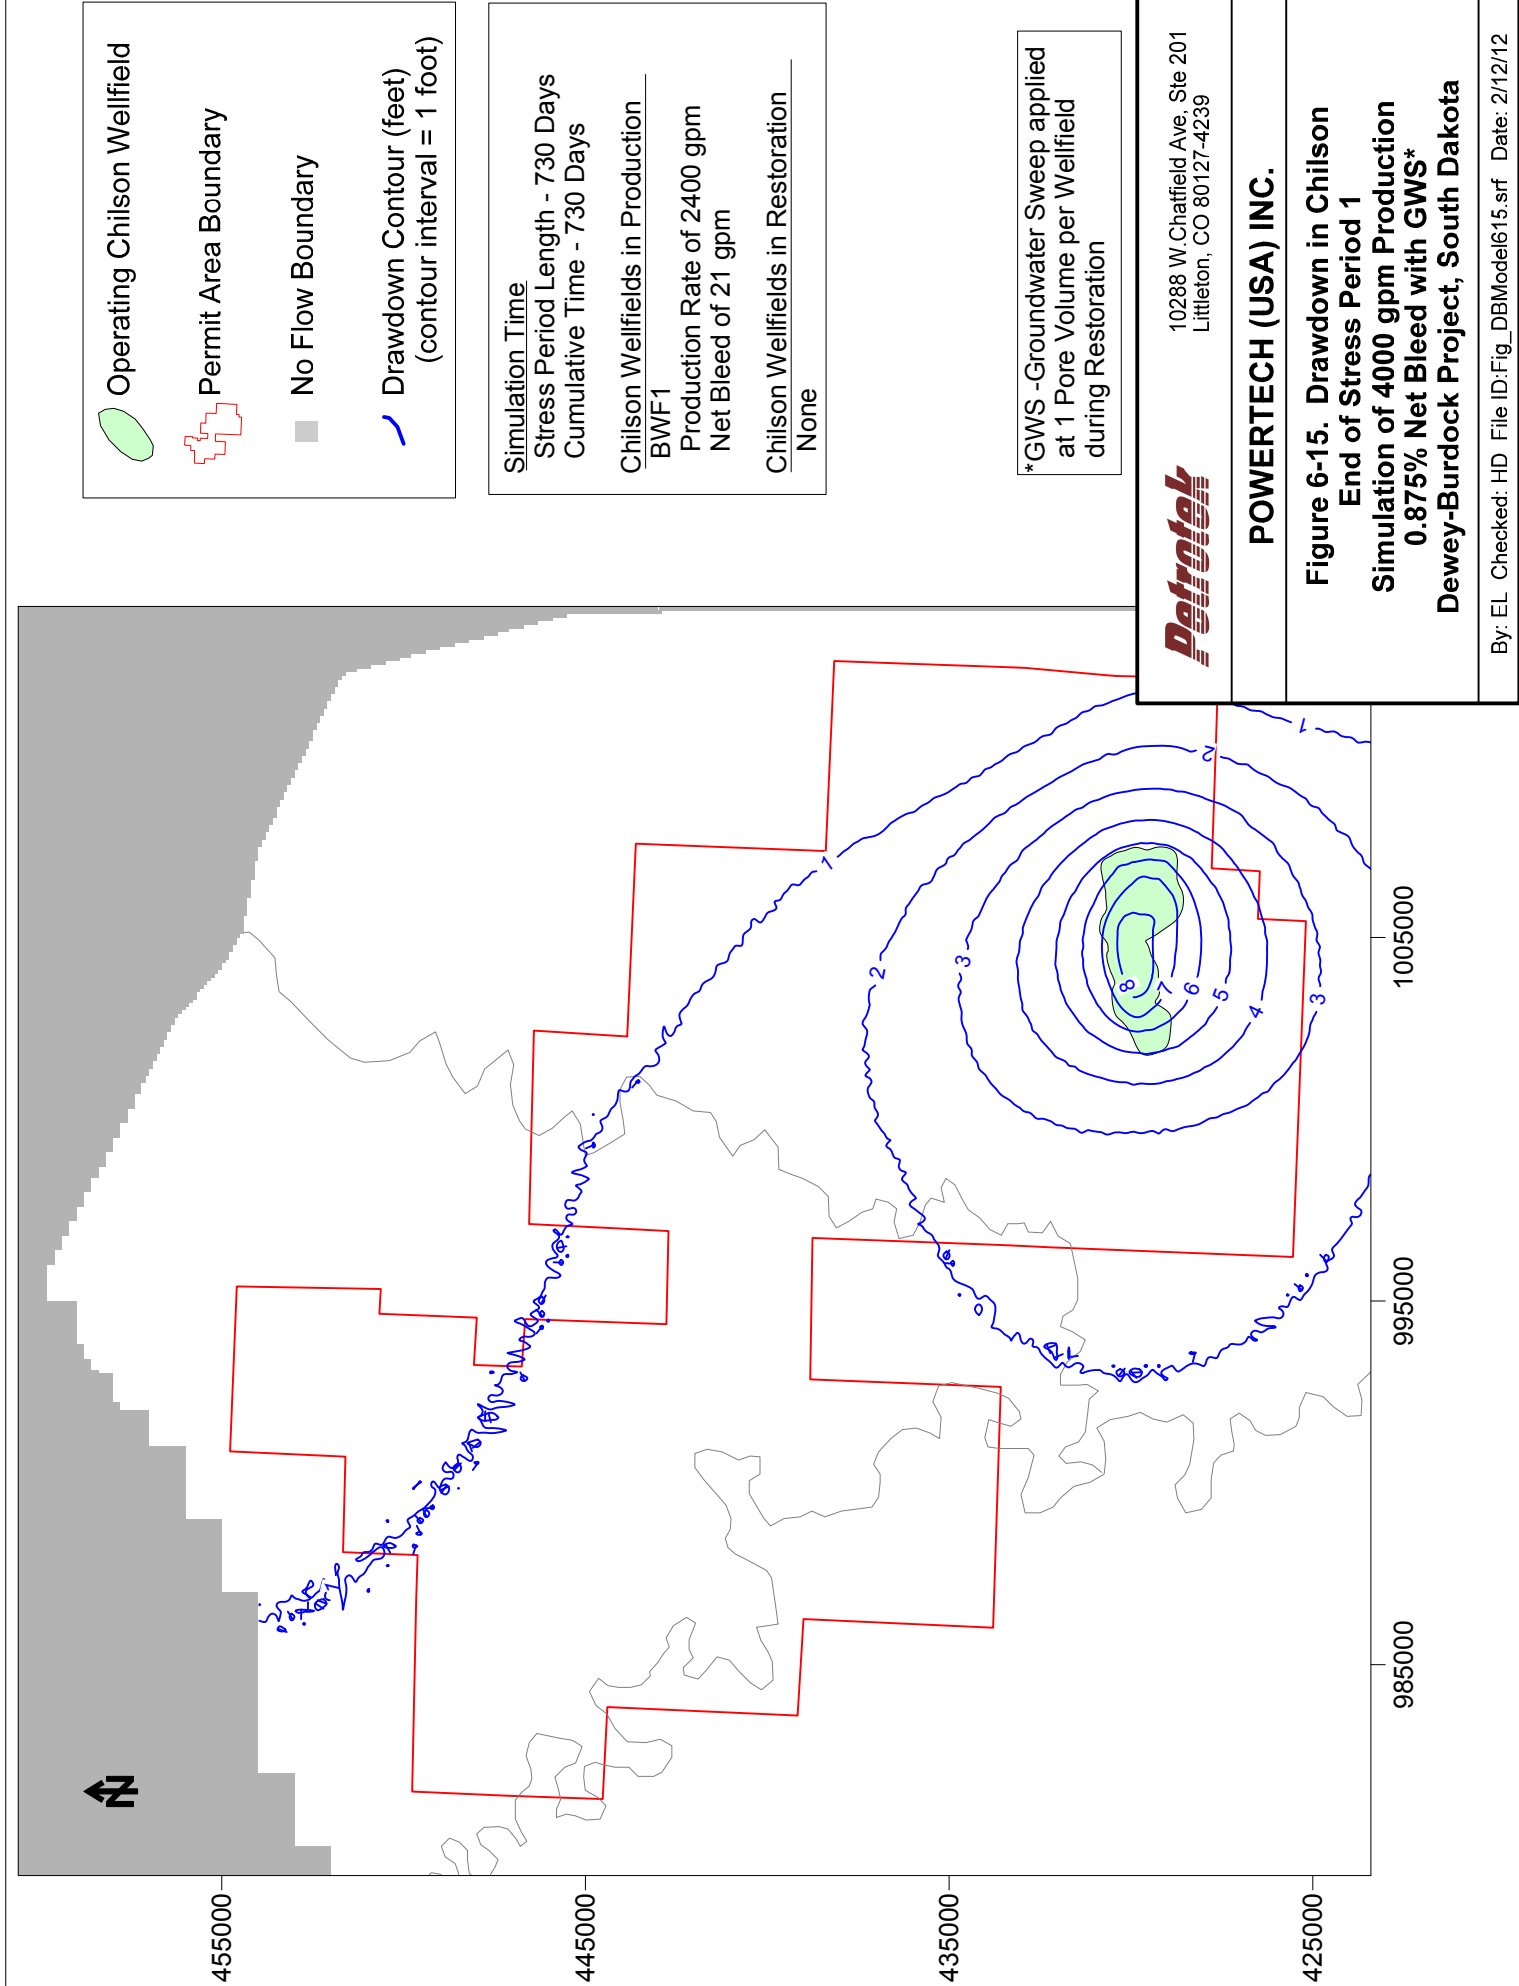 Operating Chilson Wellfield
Permit Area Boundary
No Flow Boundary
Drawdown Contour (feet)
(contour interval = 1 foot)
Simulation Time
Stress Period Length - 730 Days
Cumulative Time - 730 Days
Chilson Wellfields in Production
BWF1
Production Rate of 2400 gpm
Net Bleed of 21 gpm
Chilson Wellfields in Restoration
None
*GWS -Groundwater Sweep applied
at 1 Pore Volume per Wellfield
during Restoration
Petrotek
10288 W.Chatfield Ave, Ste 201
Littleton, CO 80127-4239
POWERTECH (USA) INC.
Figure 6-15. Drawdown in Chilson
End of Stress Period 1
Simulation of 4000 gpm Production
0.875% Net Bleed with GWS*
Dewey-Burdock Project, South Dakota
By: EL Checked: HD File ID:Fig_DBModel615.srf Date: 2/12/12
N
455000
445000
435000
425000
985000
995000
1005000
1
2
3
8
7
6
5
4
3
2
1